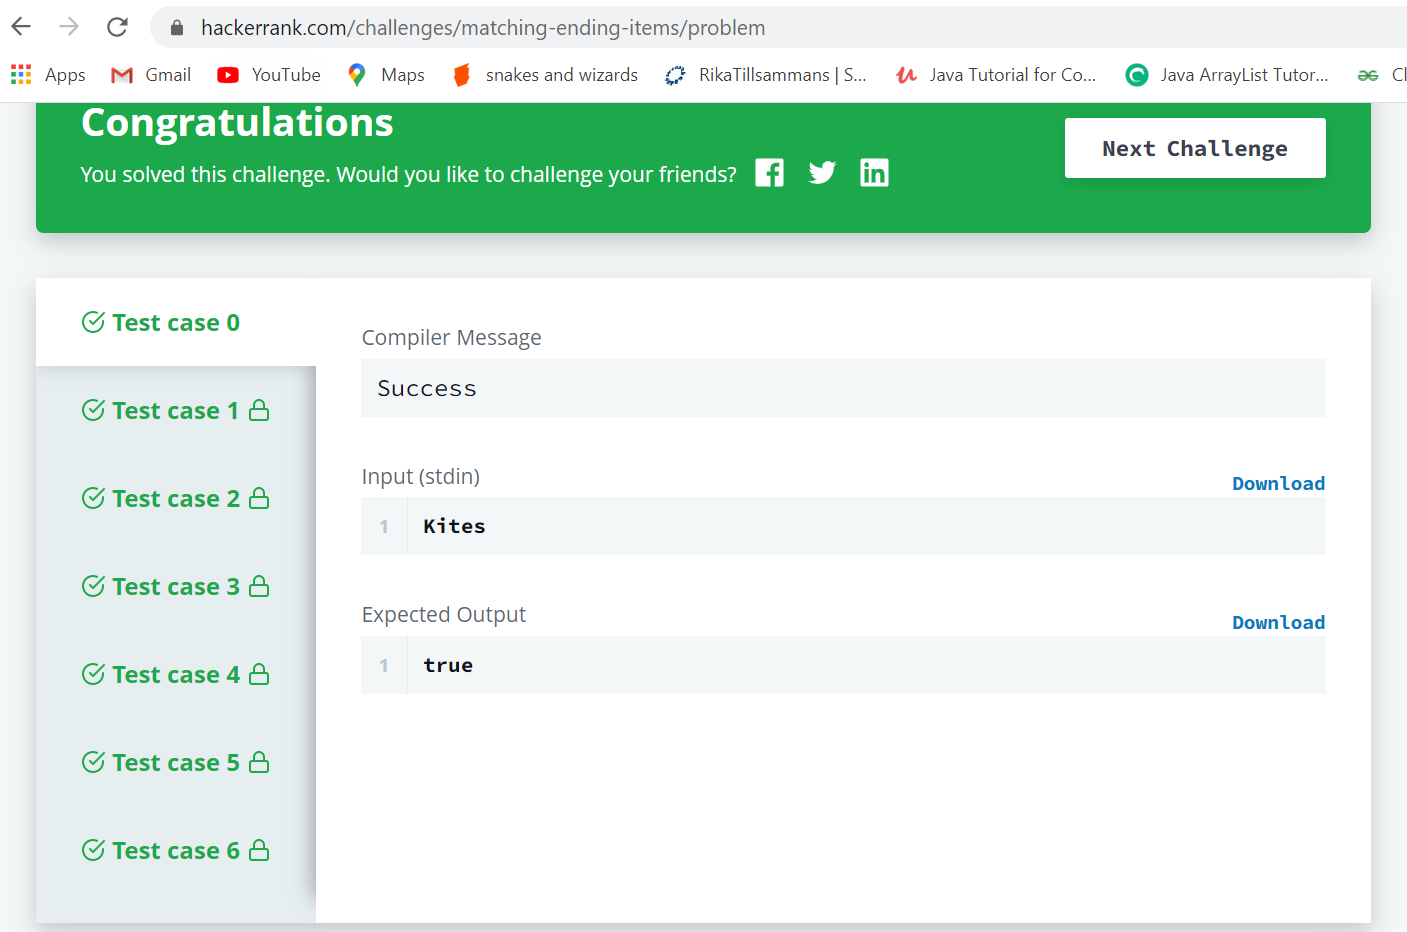 hackerrank.com/challenges/matching-ending-items/problem
Apps Gmail YouTube Maps snakes and wizards RikaTillsammans | S... Java Tutorial for Co... Java ArrayList Tutor...
Congratulations
Next Challenge
You solved this challenge. Would you like to challenge your friends?
Test case 0
Test case 1
Test case 2
Test case 3
Test case 4
Test case 5
Test case 6
Compiler Message
Success
Input (stdin)
Download
1 Kites
Expected Output
Download
1 true